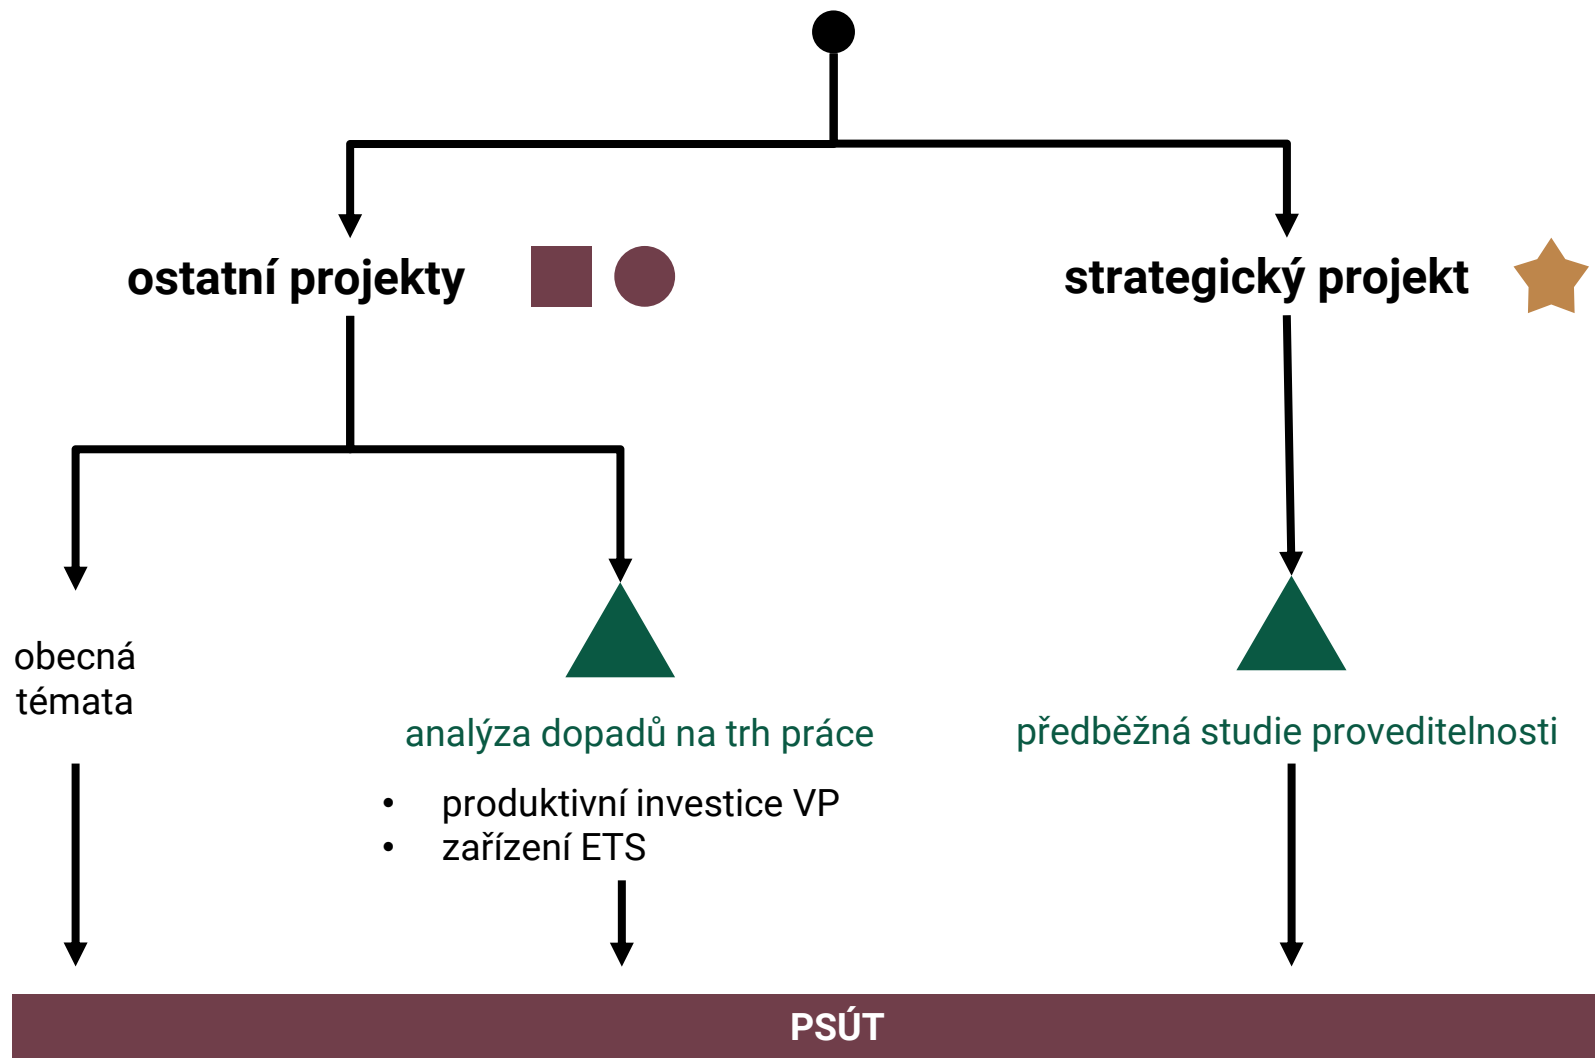 ostatní projekty
strategický projekt
obecná
témata
analýza dopadů na trh práce
• produktivní investice VP
• zařízení ETS
předběžná studie proveditelnosti
PSÚT